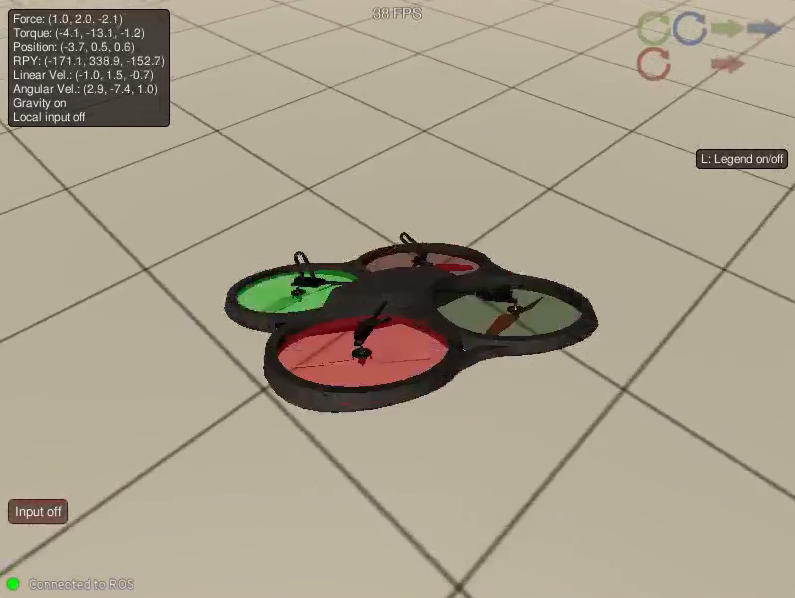 Force: (1.0, 2.0, -2.1)
Torque: (-4.1, -13.1, -1.2)
Position: (-3.7, 0.5, 0.6)
RPY: (-171.1, 338.9, -152.7)
Linear Vel.: (-1.0, 1.5, -0.7)
Angular Vel.: (2.9, -7.4, 1.0)
Gravity on
Local input off
38 FPS
L: Legend on/off
Input off
Connected to ROS